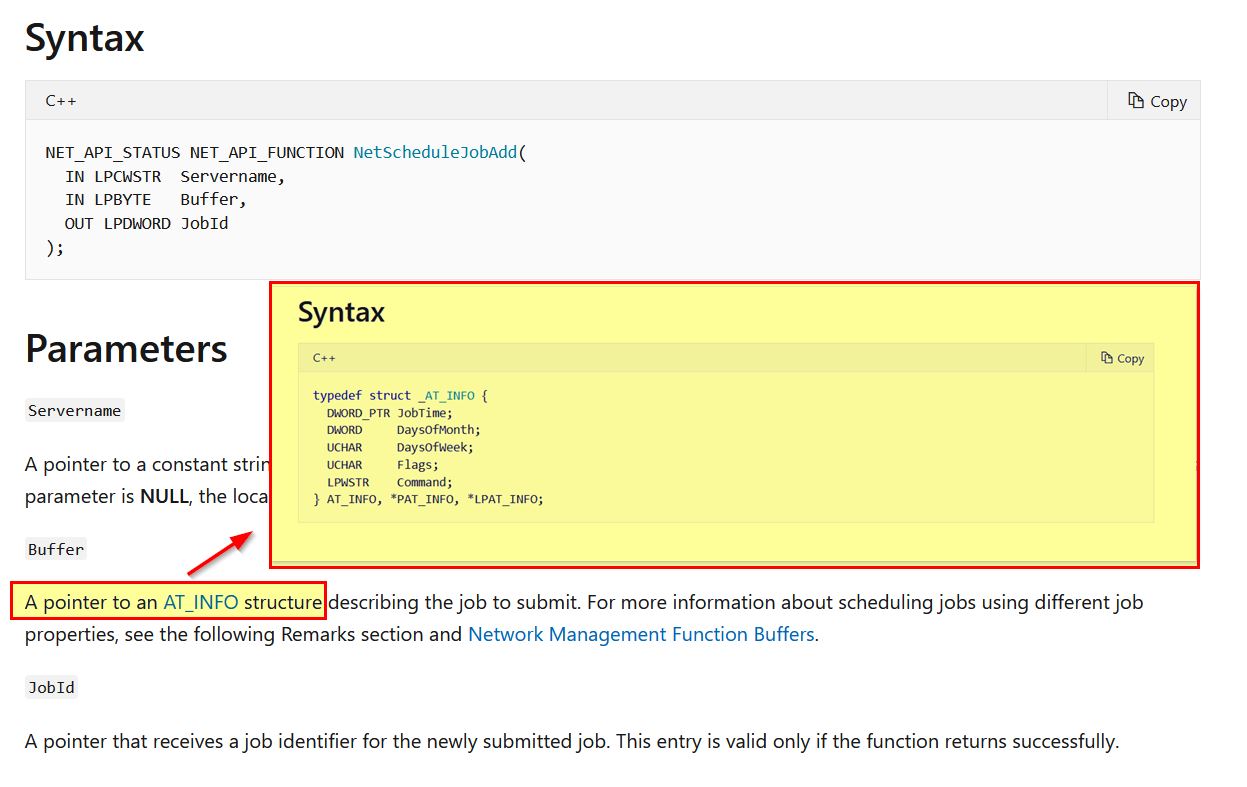 Syntax
C++
Copy
NET_API_STATUS NET_API_FUNCTION NetScheduleJobAdd(
  IN LPCWSTR  Servername,
  IN LPBYTE   Buffer,
  OUT LPDWORD JobId
);
Parameters
Servername
A pointer to a constant strin
parameter is NULL, the loca
Syntax
C++
Copy
typedef struct _AT_INFO {
  DWORD_PTR JobTime;
  DWORD     DaysOfMonth;
  UCHAR     DaysOfWeek;
  UCHAR     Flags;
  LPWSTR    Command;
} AT_INFO, *PAT_INFO, *LPAT_INFO;
Buffer
A pointer to an AT_INFO structure describing the job to submit. For more information about scheduling jobs using different job
properties, see the following Remarks section and Network Management Function Buffers.
JobId
A pointer that receives a job identifier for the newly submitted job. This entry is valid only if the function returns successfully.